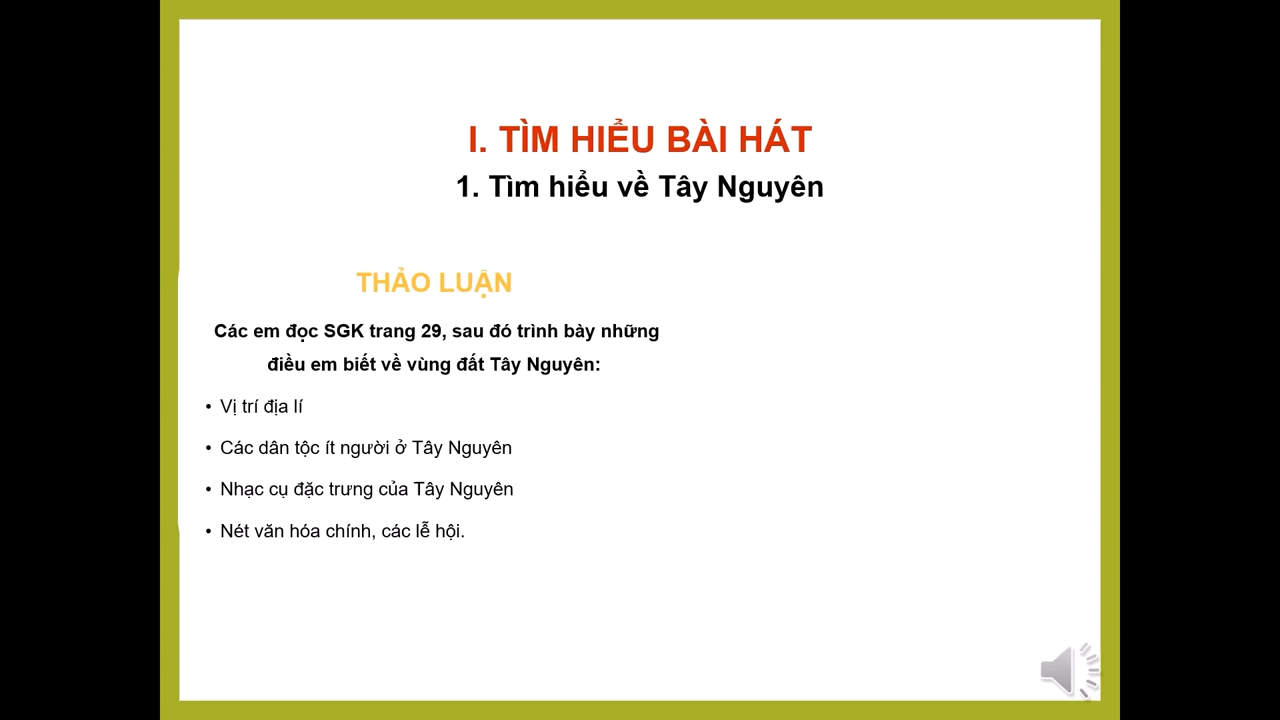 I. TÌM HIỂU BÀI HÁT
1. Tìm hiểu về Tây Nguyên
THẢO LUẬN
Các em đọc SGK trang 29, sau đó trình bày những
điều em biết về vùng đất Tây Nguyên:
• Vị trí địa lí
• Các dân tộc ít người ở Tây Nguyên
• Nhạc cụ đặc trưng của Tây Nguyên
• Nét văn hóa chính, các lễ hội.